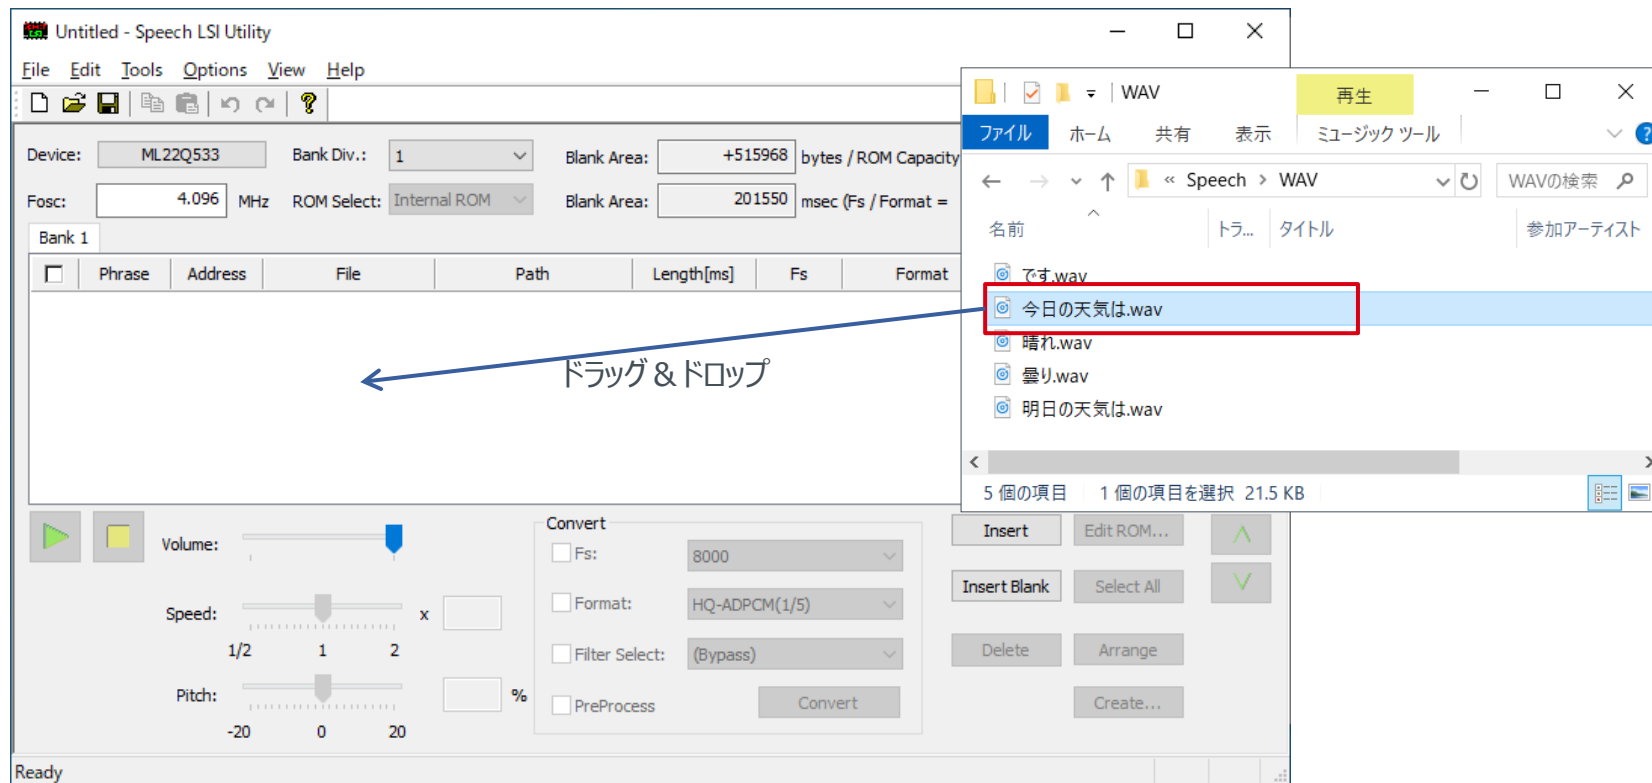 Untitled - Speech LSI Utility
File Edit Tools Options View Help
Device: ML22Q533 Bank Div.: 1 Blank Area: +515968 bytes / ROM Capacity
Fosc: 4.096 MHz ROM Select: Internal ROM Blank Area: 201550 msec (Fs / Format =
Bank 1
Phrase Address File Path Length[ms] Fs Format
ドラッグ＆ドロップ
WAV 再生
ファイル ホーム 共有 表示 ミュージック ツール
« Speech › WAV WAVの検索
名前 トラ... タイトル 参加アーティスト
です.wav
今日の天気は.wav
晴れ.wav
曇り.wav
明日の天気は.wav
5 個の項目 1 個の項目を選択 21.5 KB
Volume:
Speed: x
1/2 1 2
Pitch: %
-20 0 20
Convert
Fs: 8000
Format: HQ-ADPCM(1/5)
Filter Select: (Bypass)
PreProcess Convert
Insert Edit ROM...
Insert Blank Select All
Delete Arrange
Create...
Ready